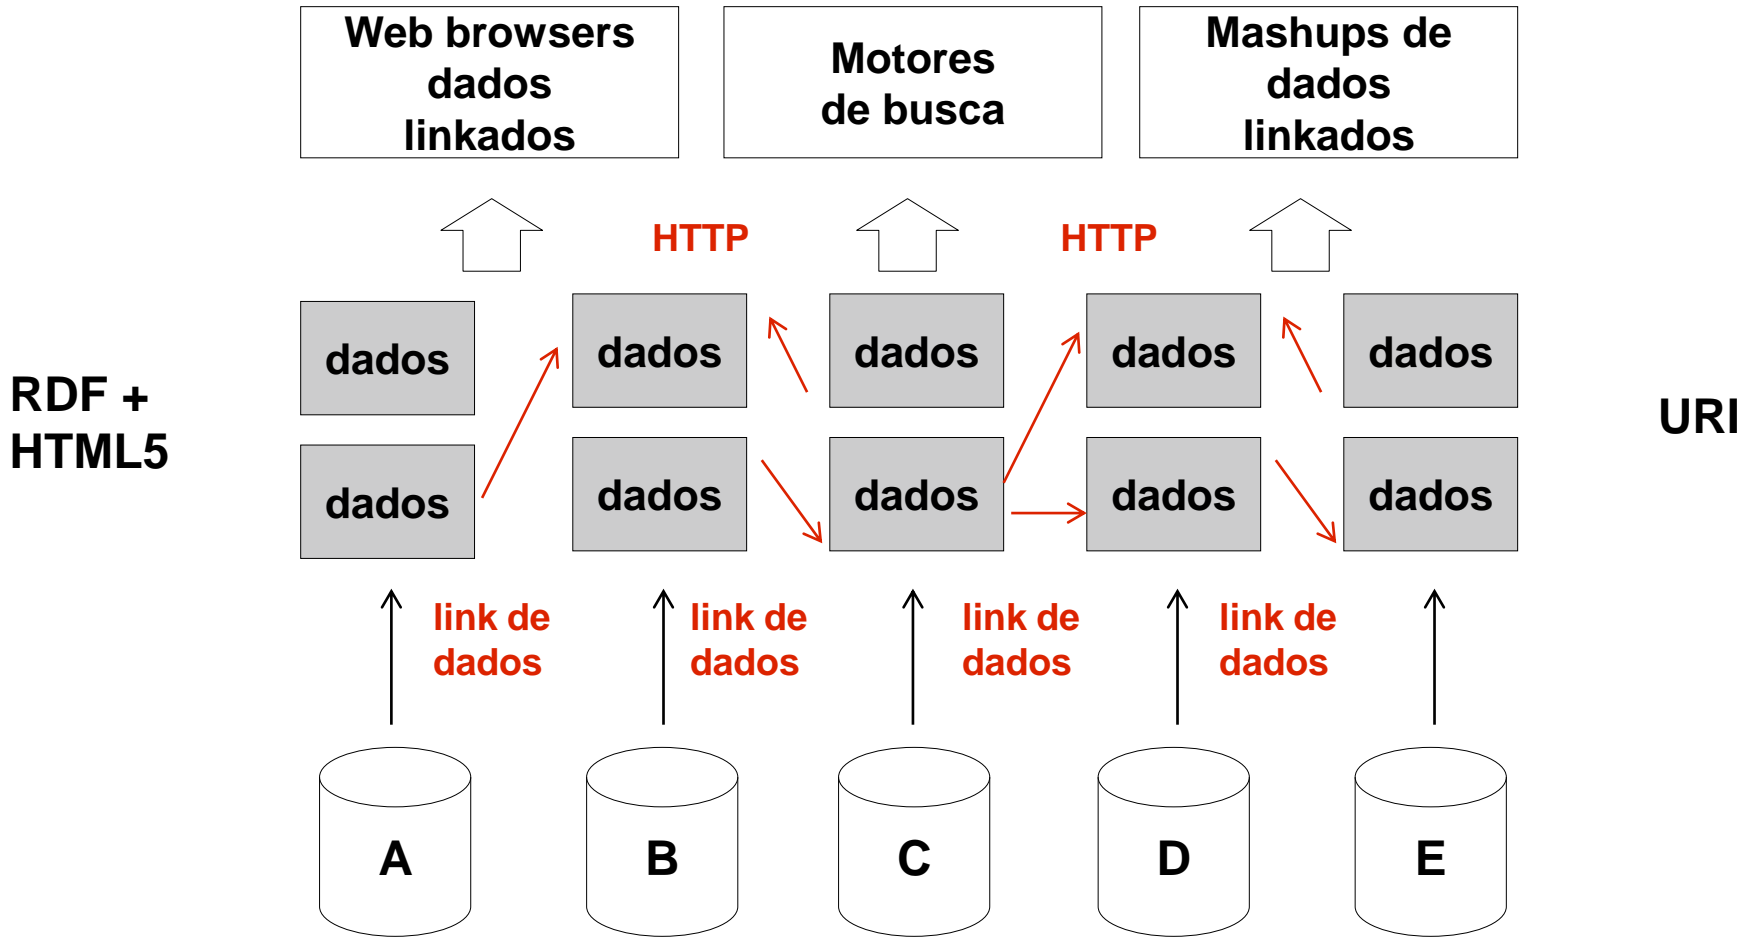 Web browsers
dados
linkados
Motores
de busca
Mashups de
dados
linkados
HTTP
HTTP
dados
dados
dados
dados
dados
RDF +
HTML5
URI
dados
dados
dados
dados
dados
link de
dados
link de
dados
link de
dados
link de
dados
A
B
C
D
E